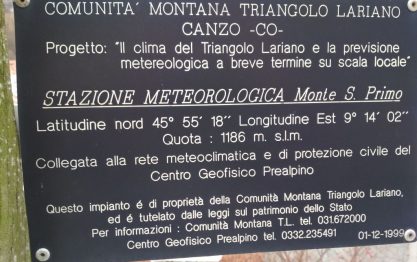 COMUNITA´ MONTANA TRIANGOLO LARIANO
CANZO -CO-
Progetto: "Il clima del Triangolo Lariano e la previsione
metereologica a breve termine su scala locale"
STAZIONE METEOROLOGICA Monte S. Primo
Latitudine nord 45° 55´ 18´´ Longitudine Est 9° 14´ 02´´
Quota : 1186 m. s.l.m.
Collegata alla rete meteoclimatica e di protezione civile del
Centro Geofisico Prealpino
Questo impianto é di proprietà della Comunità Montana Triangolo Lariano,
ed é tutelato dalle leggi sul patrimonio dello Stato
Per informazioni : Comunità Montana T.L. tel. 031.672000
Centro Geofisico Prealpino tel. 0332.235491 01-12-1999